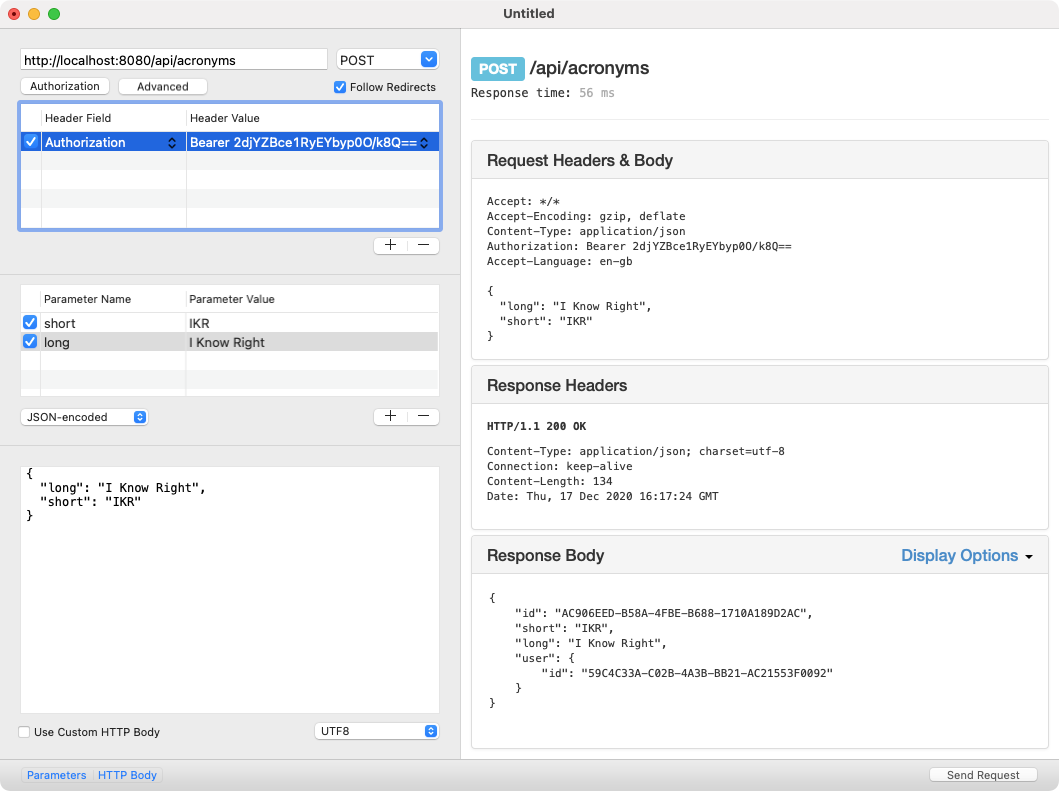 Untitled
http://localhost:8080/api/acronyms
POST
Authorization
Advanced
Follow Redirects
Header Field
Header Value
Authorization
Bearer 2djYZBce1RyEYbyp0O/k8Q==
Parameter Name
Parameter Value
short
IKR
long
I Know Right
JSON-encoded
{
"long": "I Know Right",
"short": "IKR"
}
Use Custom HTTP Body
UTF8
Parameters
HTTP Body
POST /api/acronyms
Response time: 56 ms
Request Headers & Body
Accept: */*
Accept-Encoding: gzip, deflate
Content-Type: application/json
Authorization: Bearer 2djYZBce1RyEYbyp0O/k8Q==
Accept-Language: en-gb
{
"long": "I Know Right",
"short": "IKR"
}
Response Headers
HTTP/1.1 200 OK
Content-Type: application/json; charset=utf-8
Connection: keep-alive
Content-Length: 134
Date: Thu, 17 Dec 2020 16:17:24 GMT
Response Body
Display Options
{
"id": "AC906EED-B58A-4FBE-B688-1710A189D2AC",
"short": "IKR",
"long": "I Know Right",
"user": {
"id": "59C4C33A-C02B-4A3B-BB21-AC21553F0092"
}
}
Send Request